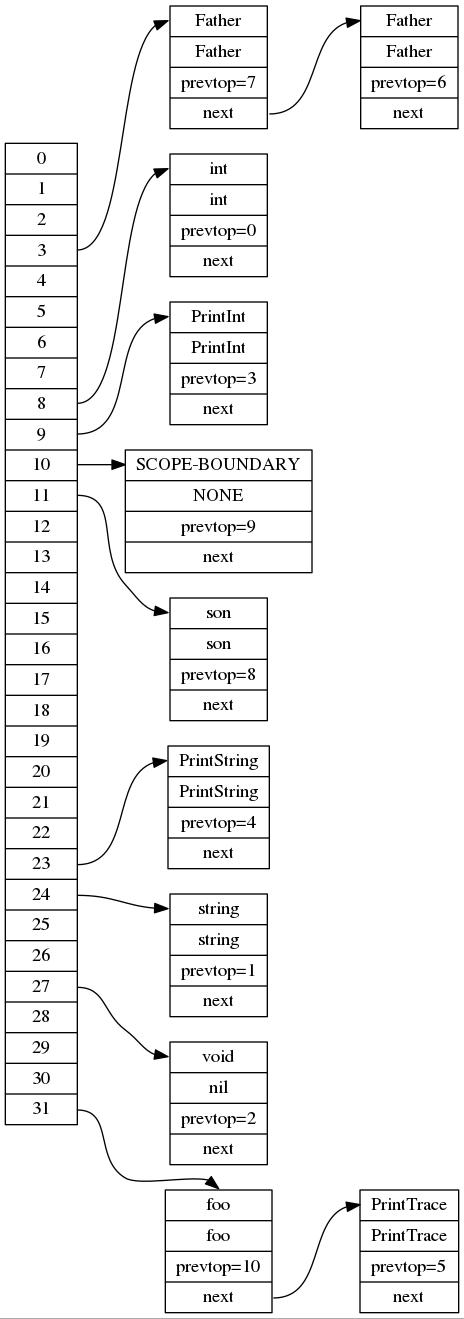 Father
Father
prevtop=7
next
Father
Father
prevtop=6
next
0
1
2
3
4
5
6
7
8
9
10
11
12
13
14
15
16
17
18
19
20
21
22
23
24
25
26
27
28
29
30
31
int
int
prevtop=0
next
PrintInt
PrintInt
prevtop=3
next
SCOPE-BOUNDARY
NONE
prevtop=9
next
son
son
prevtop=8
next
PrintString
PrintString
prevtop=4
next
string
string
prevtop=1
next
void
nil
prevtop=2
next
foo
foo
prevtop=10
next
PrintTrace
PrintTrace
prevtop=5
next